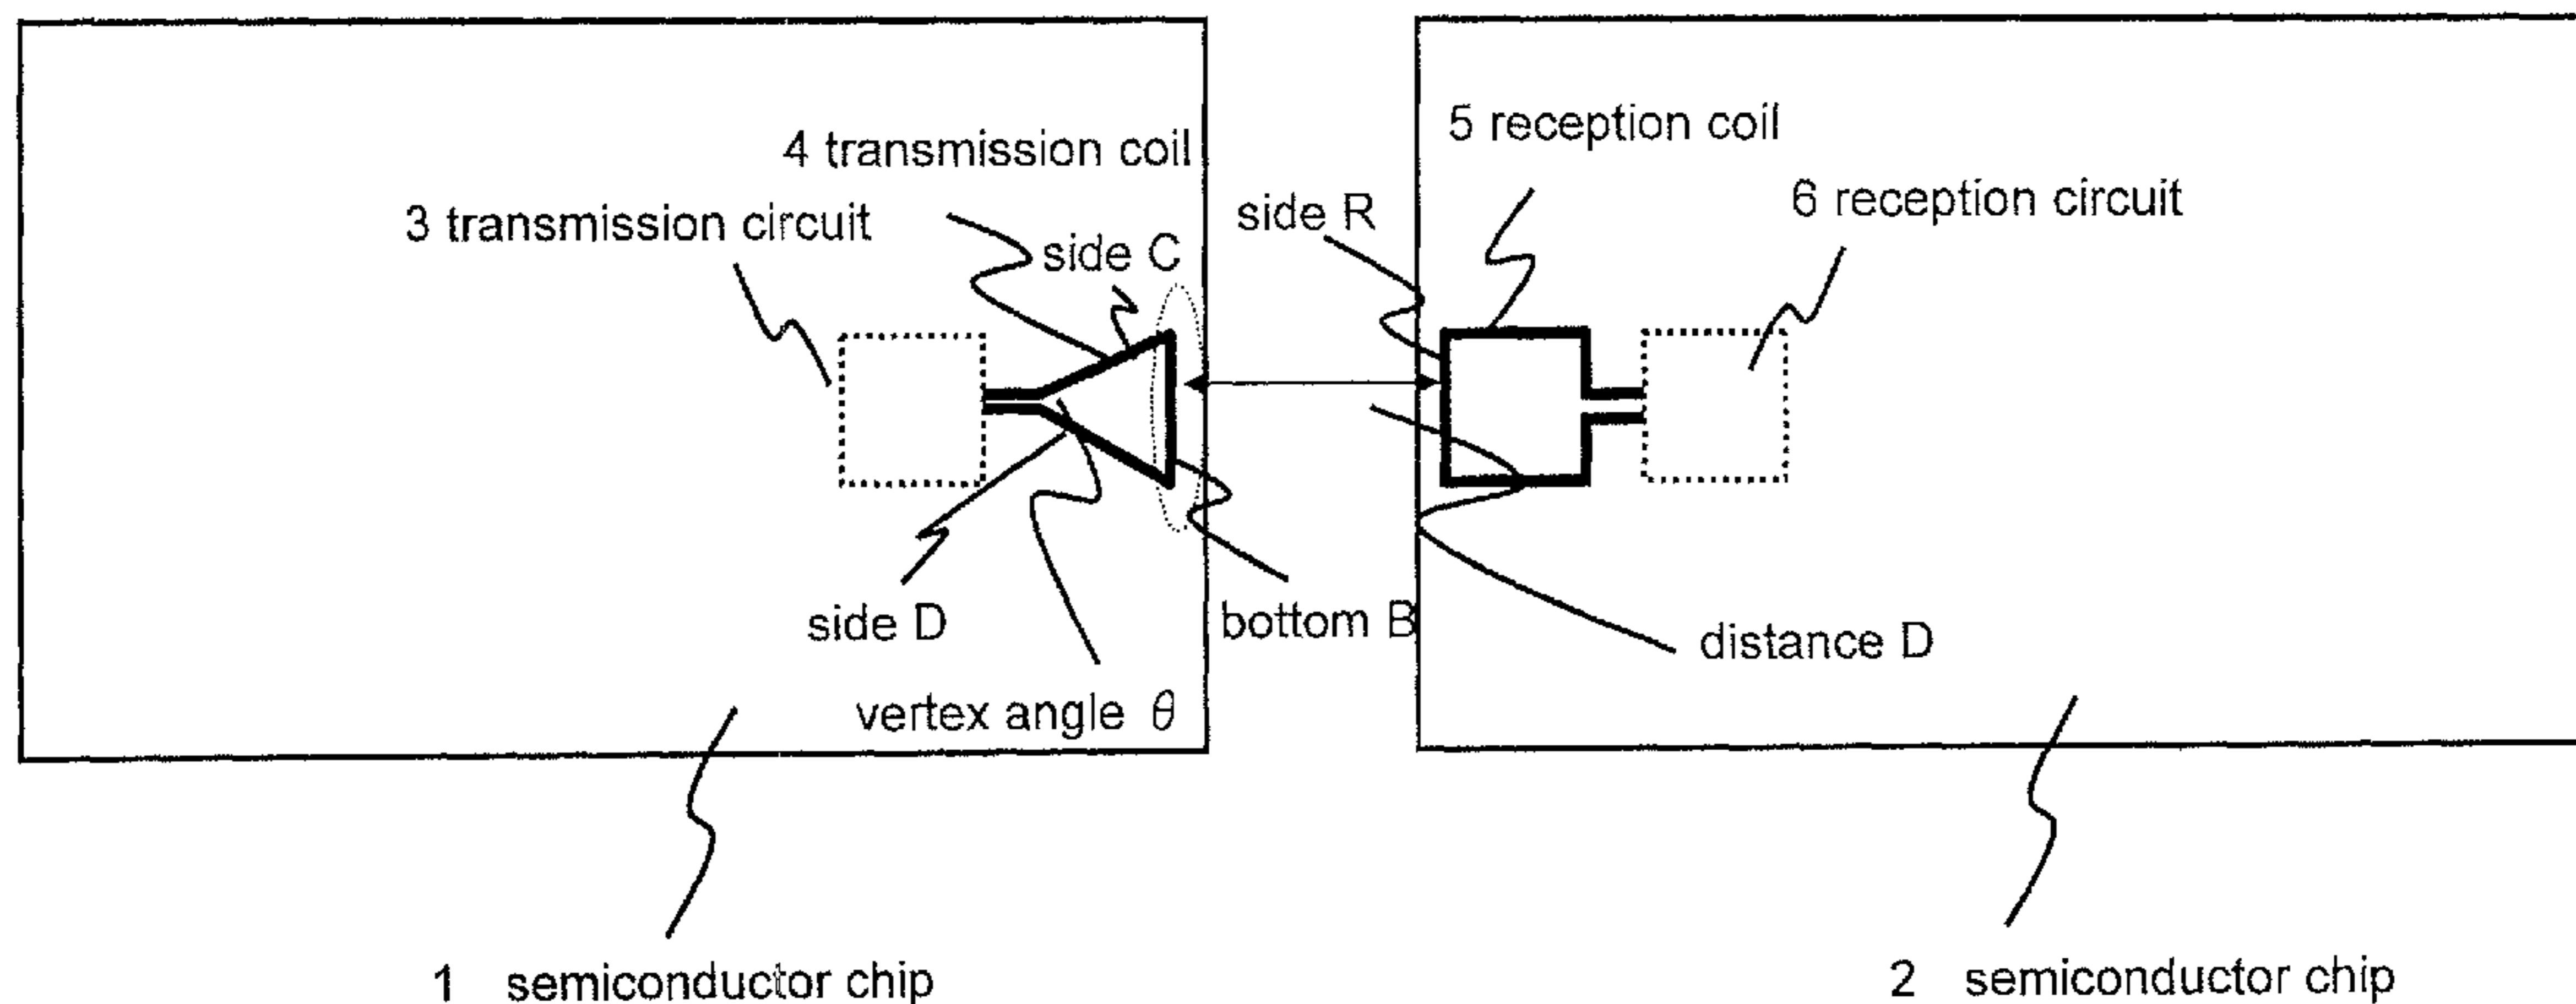 4 transmission coil
3 transmission circuit
side C
side D
vertex angle θ
bottom B
side R
5 reception coil
6 reception circuit
distance D
1 semiconductor chip
2 semiconductor chip